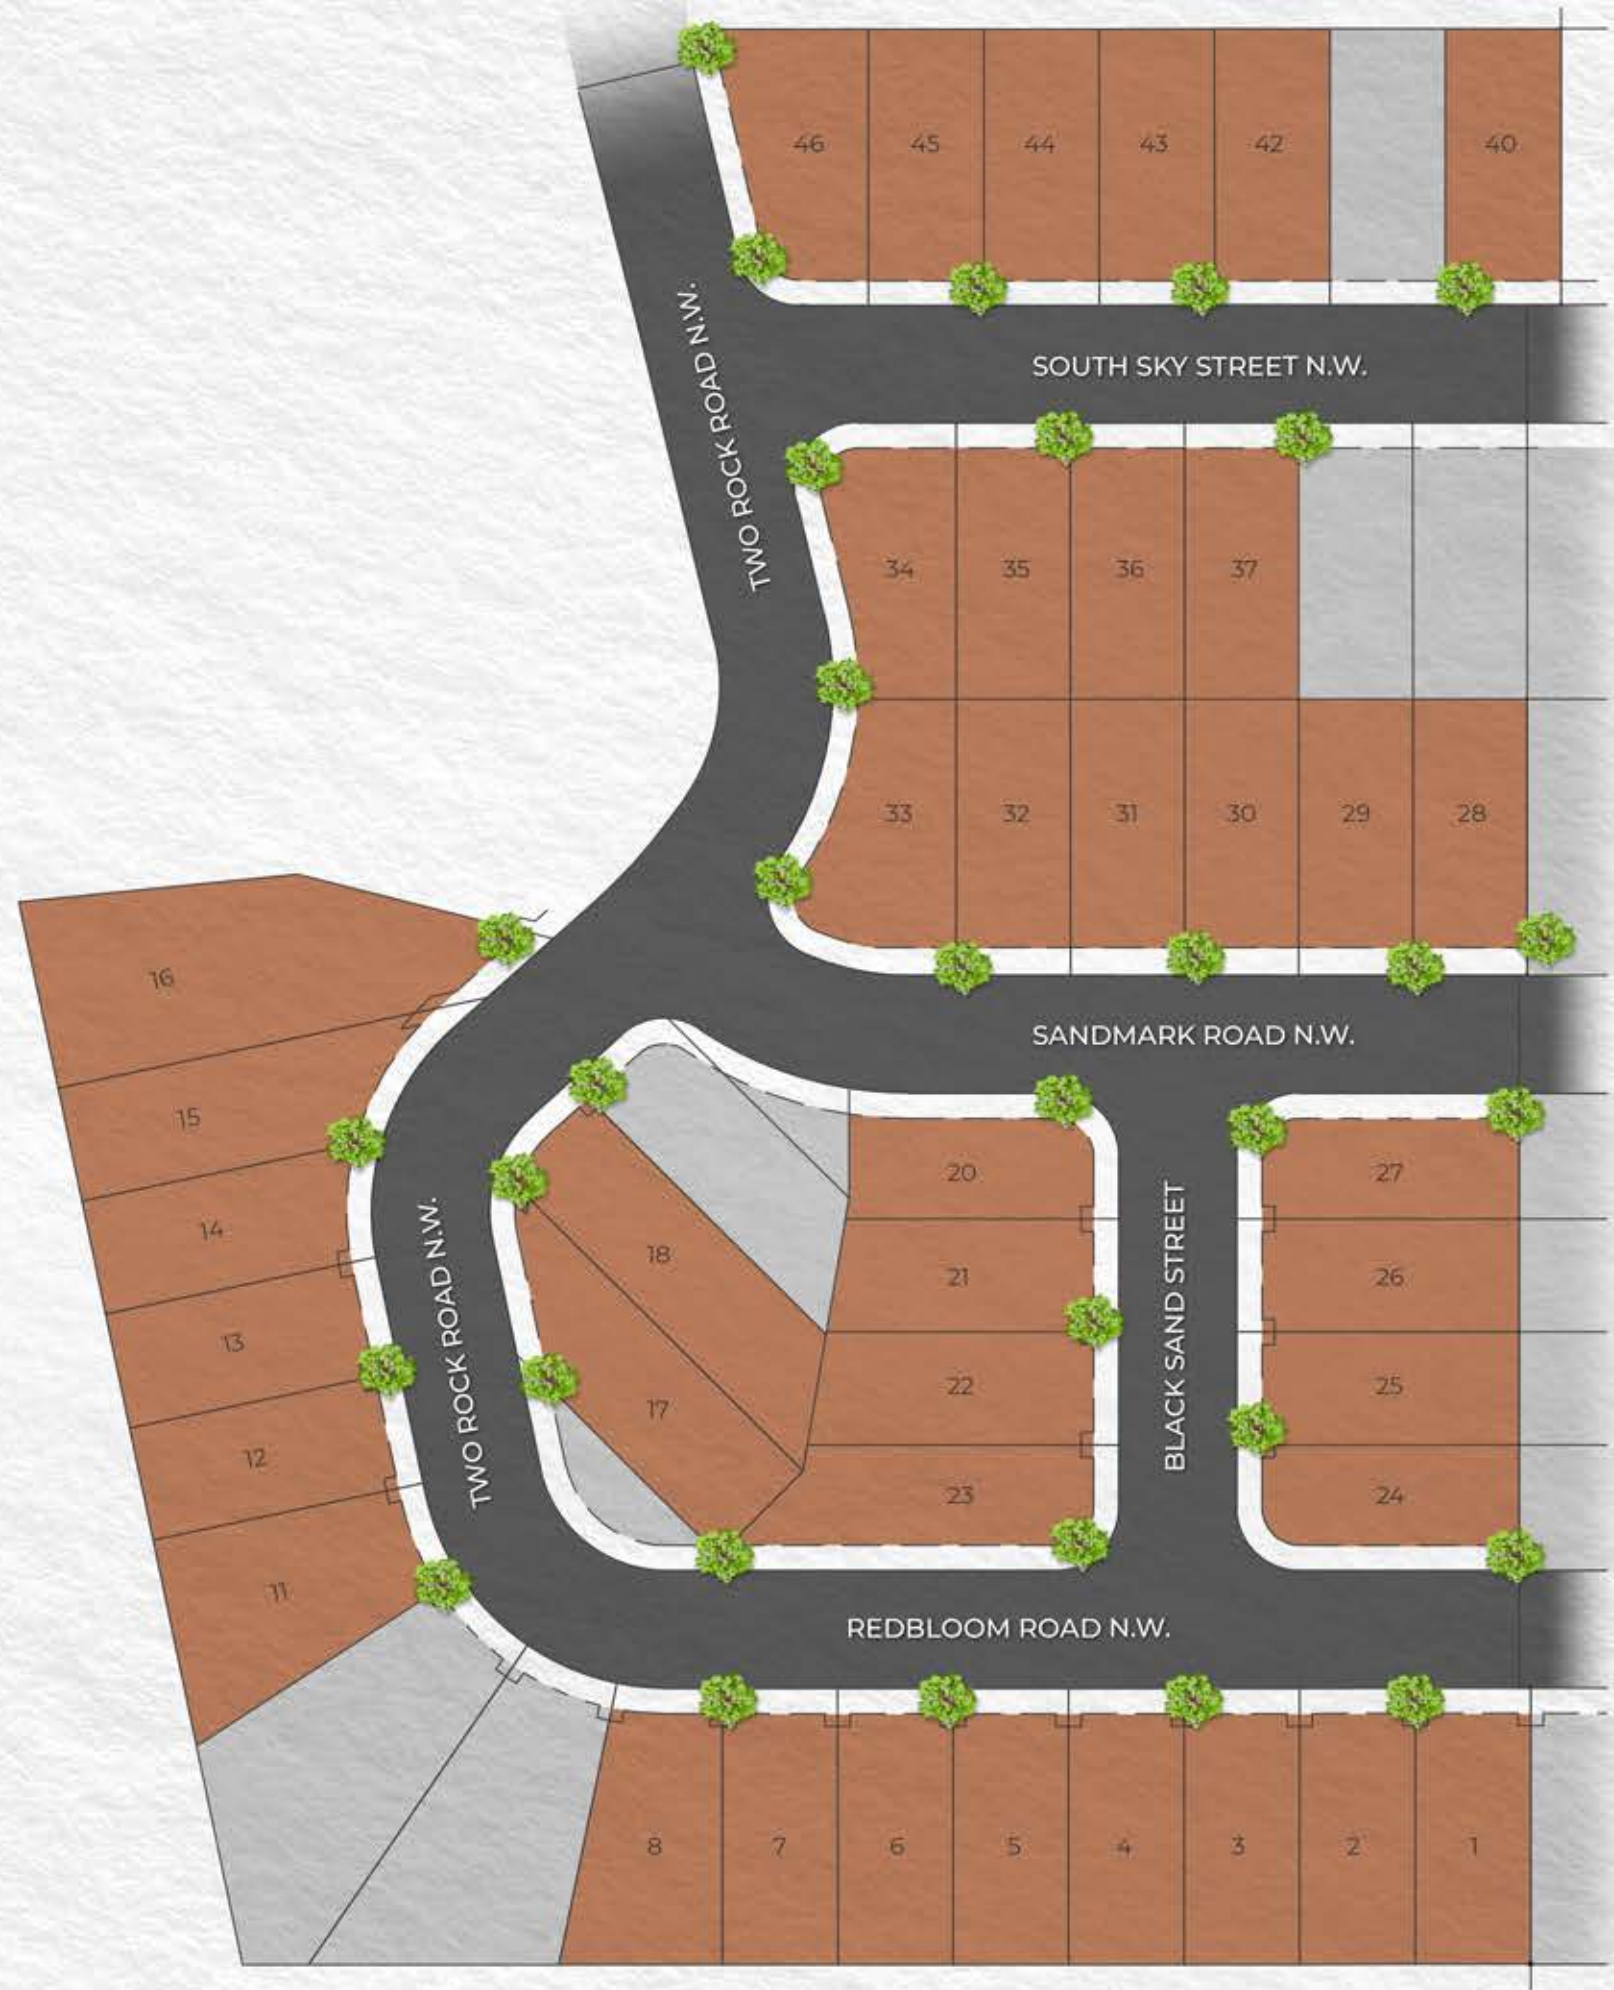 46 45 44 43 42 40
SOUTH SKY STREET N.W.
TWO ROCK ROAD N.W.
34 35 36 37
33 32 31 30 29 28
16
SANDMARK ROAD N.W.
15
14
13
12
11
TWO ROCK ROAD N.W.
18
17
20
21
22
23
BLACK SAND STREET
27
26
25
24
REDBLOOM ROAD N.W.
8 7 6 5 4 3 2 1